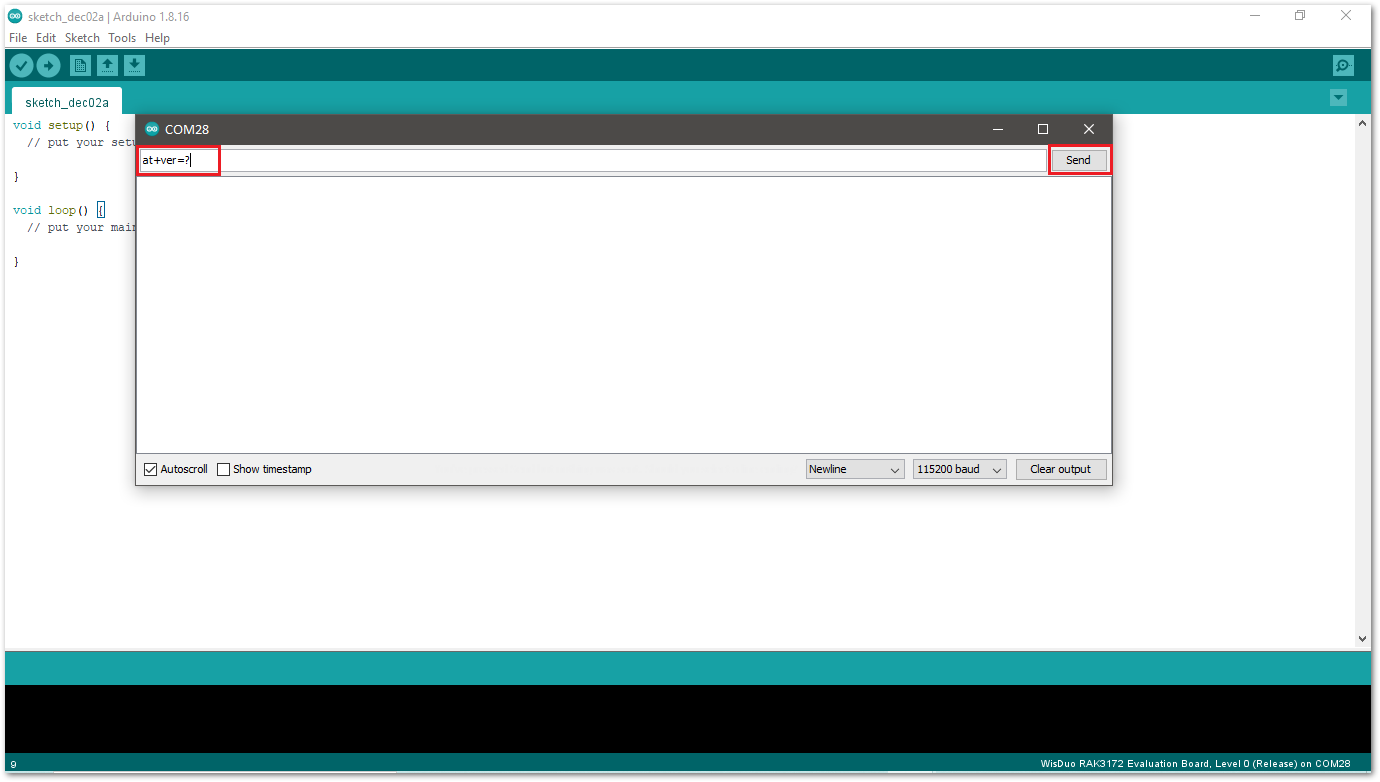 sketch_dec02a | Arduino 1.8.16
File Edit Sketch Tools Help
sketch_dec02a
void setup() {
// put your setu
}
void loop() {
// put your main
}
COM28
at+ver=?
Send
Autoscroll Show timestamp
Newline
115200 baud
Clear output
9
WisDuo RAK3172 Evaluation Board, Level 0 (Release) on COM28